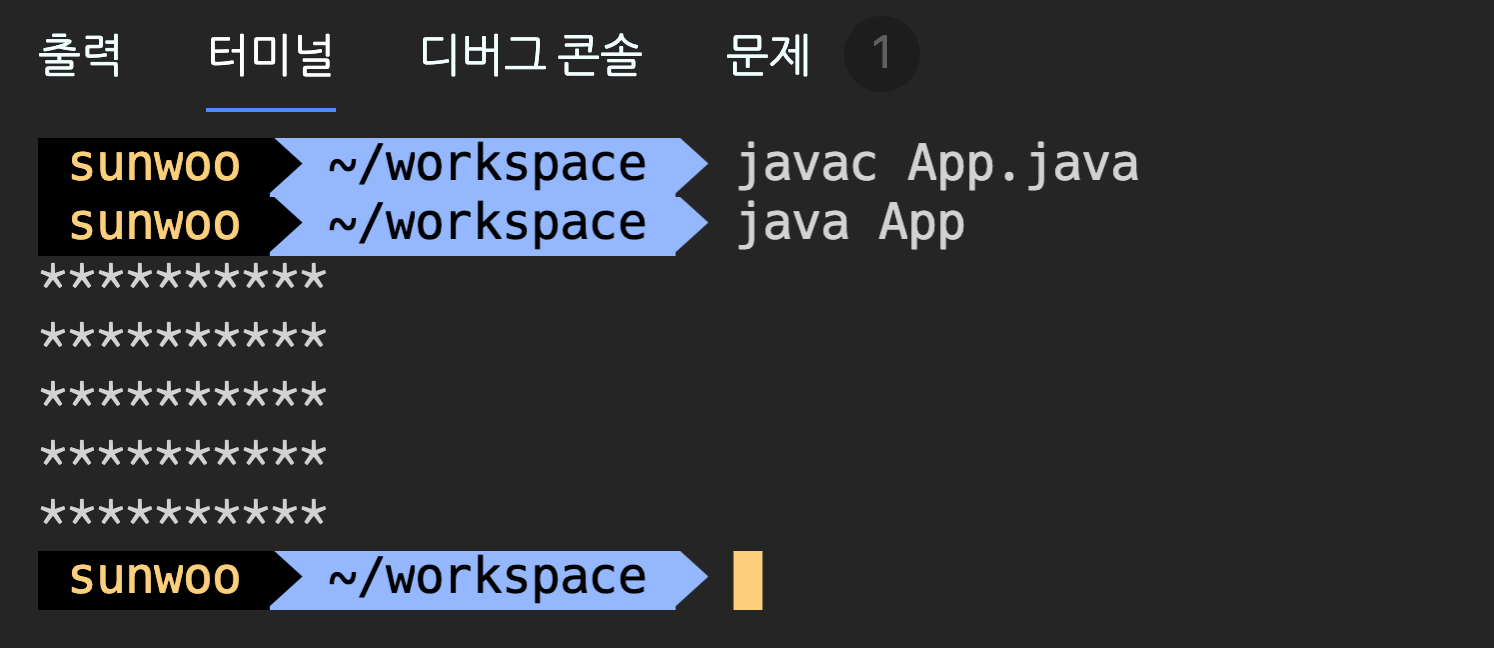 출력 터미널 디버그 콘솔 문제 1
sunwoo ~/workspace javac App.java
sunwoo ~/workspace java App
**********
**********
**********
**********
**********
sunwoo ~/workspace